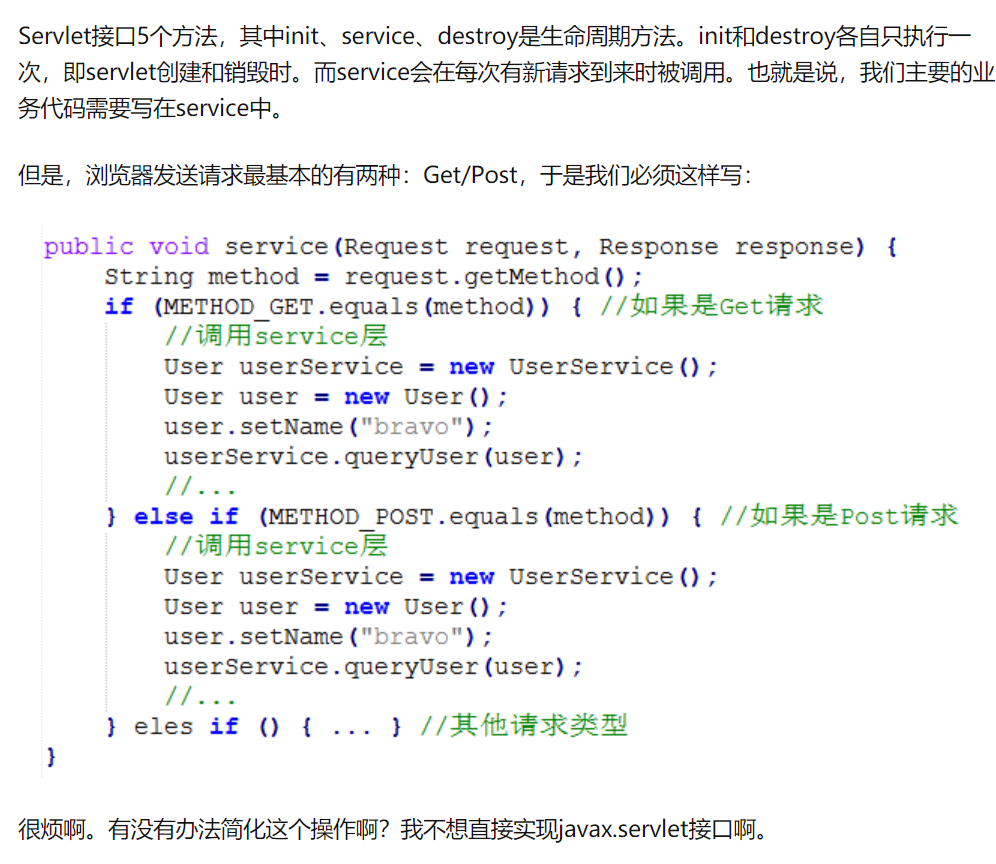 Servlet接口5个方法，其中init、service、destroy是生命周期方法。init和destroy各自只执行一
次，即servlet创建和销毁时。而service会在每次有新请求到来时被调用。也就是说，我们主要的业
务代码需要写在service中。
但是，浏览器发送请求最基本的有两种：Get/Post，于是我们必须这样写：
public void service(Request request, Response response) {
String method = request.getMethod();
if (METHOD_GET.equals(method)) { //如果是Get请求
//调用service层
User userService = new UserService();
User user = new User();
user.setName("bravo");
userService.queryUser(user);
//...
} else if (METHOD_POST.equals(method)) { //如果是Post请求
//调用service层
User userService = new UserService();
User user = new User();
user.setName("bravo");
userService.queryUser(user);
//...
} eles if () { ... } //其他请求类型
}
很烦啊。有没有办法简化这个操作啊？我不想直接实现javax.servlet接口啊。